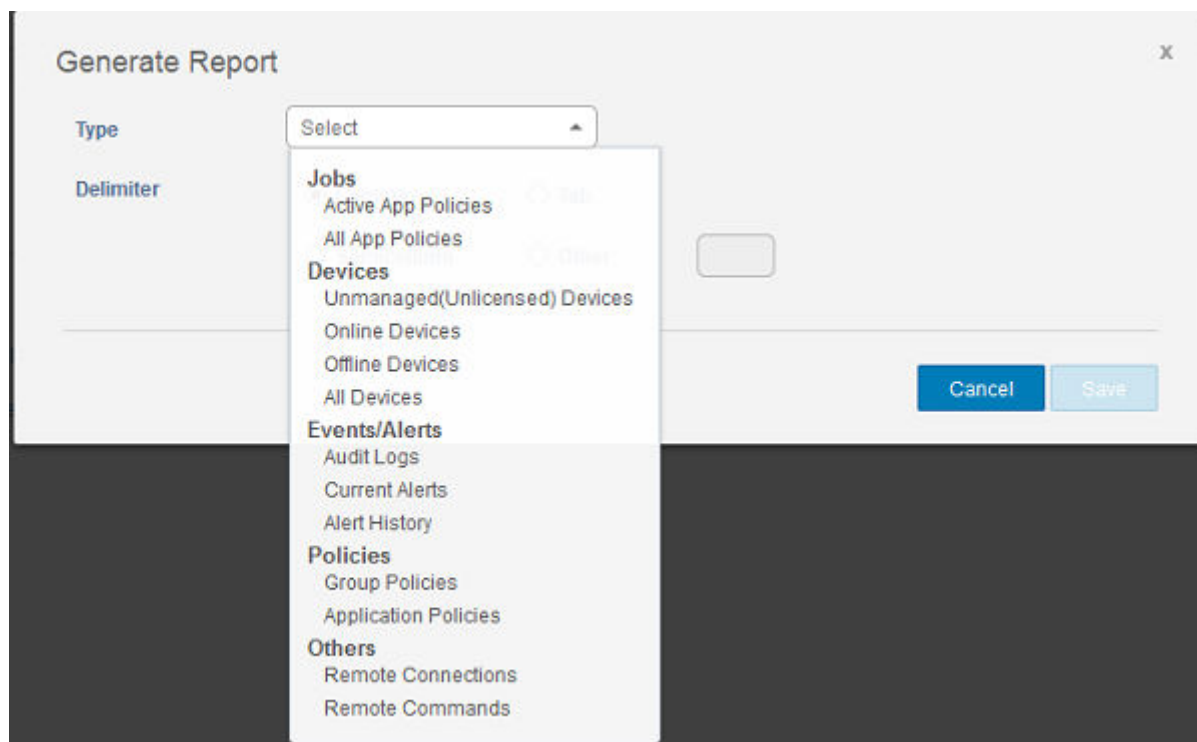 Generate Report
x
Type
Select
Delimiter
Jobs
Active App Policies
All App Policies
Devices
Unmanaged(Unlicensed) Devices
Online Devices
Offline Devices
All Devices
Events/Alerts
Audit Logs
Current Alerts
Alert History
Policies
Group Policies
Application Policies
Others
Remote Connections
Remote Commands
Tab
Other
Cancel
Save